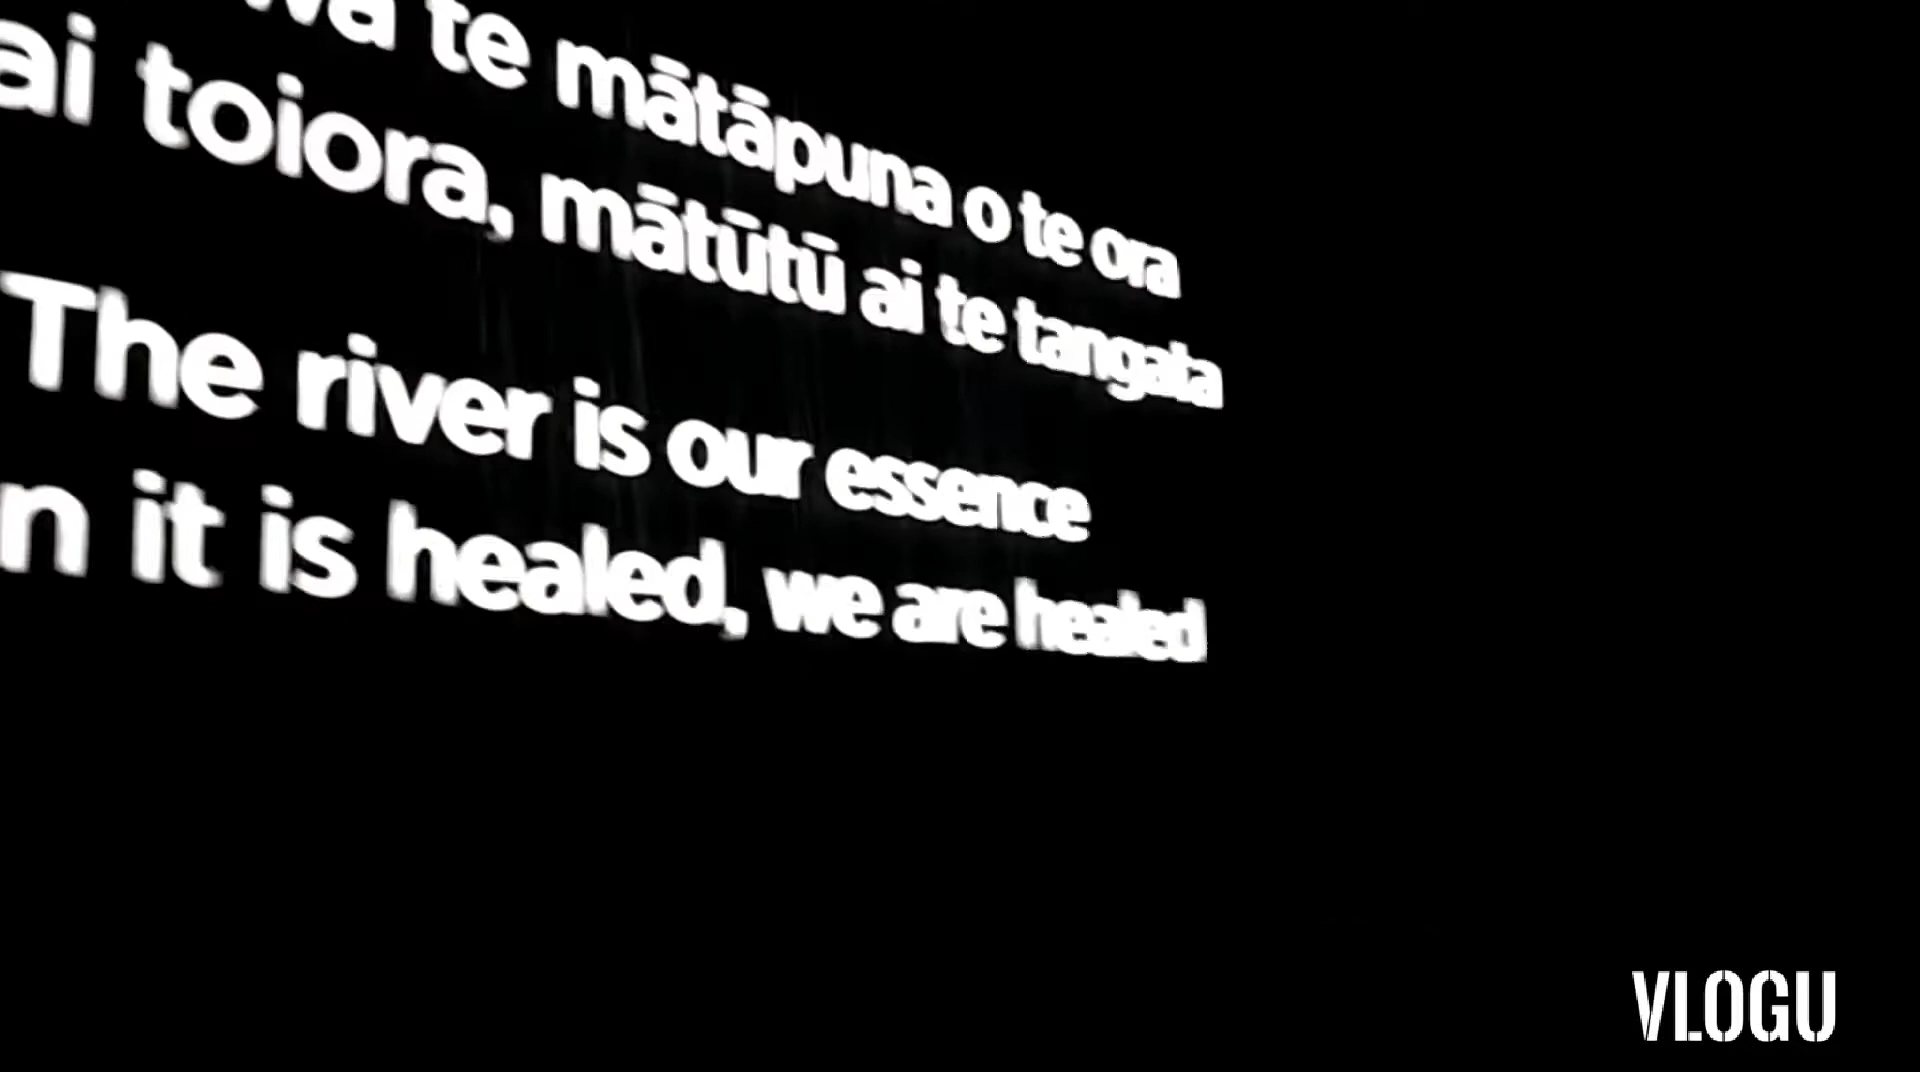 te mātāpuna o te ora
ai toiora, mātūtū ai te tangata
The river is our essence
it is healed, we are healed
VLOGU